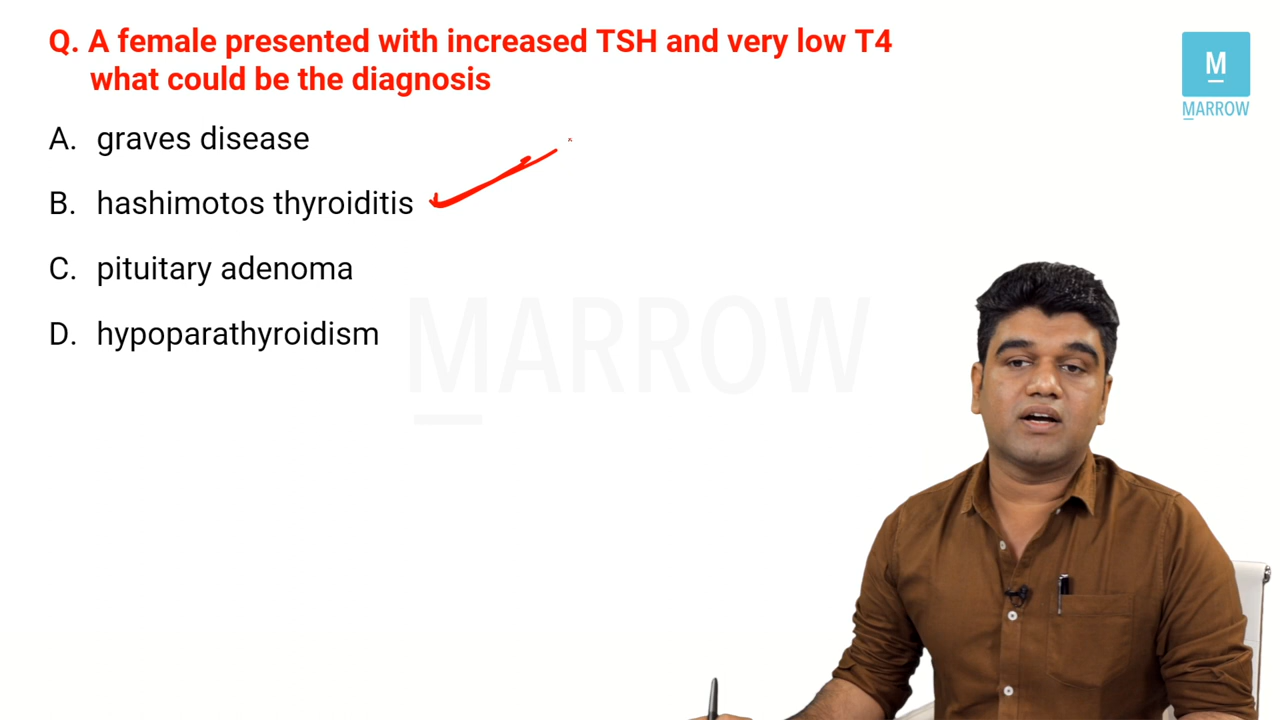 Q. A female presented with increased TSH and very low T4
what could be the diagnosis
M
MARROW
A. graves disease
B. hashimotos thyroiditis
C. pituitary adenoma
D. hypoparathyroidism
MARROW